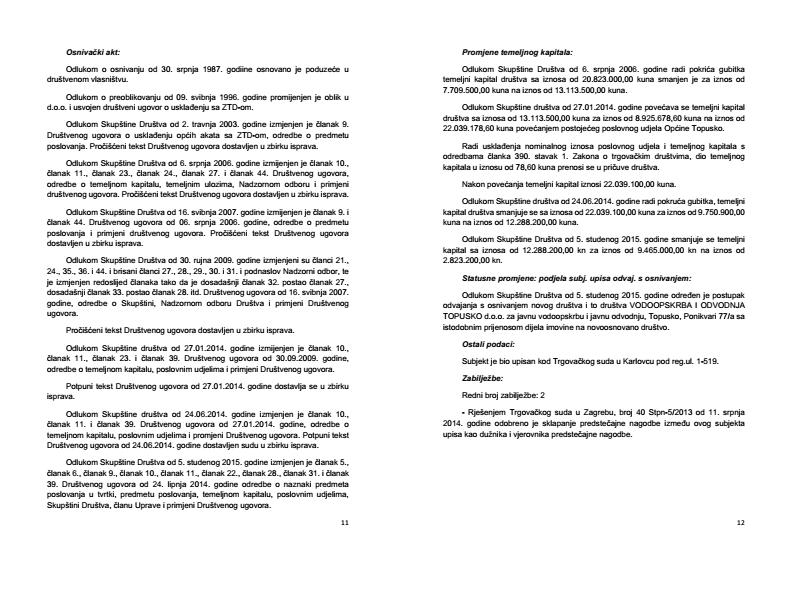 Osnivački akt:
Odlukom o osnivanju od 30. srpnja 1987. godiine osnovano je poduzeće u
društvenom vlasništvu.
Odlukom o preoblikovanju od 09. svibnja 1996. godine promijenjen je oblik u
d.o.o. i usvojen društveni ugovor o usklađenju sa ZTD-om.
Odlukom Skupštine Društva od 2. travnja 2003. godine izmjenjen je članak 9.
Društvenog ugovora o usklađenju općih akata sa ZTD-om, odredbe o predmetu
poslovanja. Pročišćeni tekst Društvenog ugovora dostavljen u zbirku isprava.
Odlukom Skupštine Društva od 6. srpnja 2006. godine izmijenjen je članak 10.,
članak 11., članak 23., članak 24., članak 27. i članak 44. Društvenog ugovora,
odredbe o temeljnom kapitalu, temeljnim ulozima, Nadzornom odboru i primjeni
društvenog ugovora. Pročišćeni tekst Društvenog ugovora dostavljen u zbirku isprava.
Odlukom Skupštine Društva od 16. svibnja 2007. godine izmijenjen je članak 9. i
članak 44. Društvenog ugovora od 06. srpnja 2006. godine, odredbe o predmetu
poslovanja i primjeni društvenog ugovora. Pročišćeni tekst Društvenog ugovora
dostavljen u zbirku isprava.
Odlukom Skupštine Društva od 30. rujna 2009. godine izmijenjeni su članci 21.,
24., 35., 36. i 44. i brisani članci 27., 28., 29., 30. i 31. i podnaslov Nadzorni odbor, te
je izmijenjen redoslijed članaka tako da je dosadašnji članak 32. postao članak 27.,
dosadašnji članak 33. postao članak 28. itd. Društvenog ugovora od 16. svibnja 2007.
godine, odredbe o Skupštini, Nadzornom odboru Društva i primjeni Društvenog
ugovora.
Pročišćeni tekst Društvenog ugovora dostavljen u zbirku isprava.
Odlukom Skupštine društva od 27.01.2014. godine izmijenjen je članak 10.,
članak 11., članak 23. i članak 39. Društvenog ugovora od 30.09.2009. godine,
odredbe o temeljnom kapitalu, poslovnim udjelima i primjeni Društvenog ugovora.
Potpuni tekst Društvenog ugovora od 27.01.2014. godine dostavlja se u zbirku
isprava.
Odlukom Skupštine društva od 24.06.2014. godine izmjenjen je članak 10.,
članak 11. i članak 39. Društvenog ugovora od 27.01.2014. godine, odredbe o
temeljnom kapitalu, poslovnim udjelima i promjeni Društvenog ugovora. Potpuni tekst
Društvenog ugovora od 24.06.2014. godine dostavljen sudu u zbirku isprava.
Odlukom Skupštine Društva od 5. studenog 2015. godine izmjenjen je članak 5.,
članak 6., članak 9., članak 10., članak 11., članak 22., članak 28., članak 31. i članak
39. Društvenog ugovora od 24. lipnja 2014. godine odredbe o naznaki predmeta
poslovanja u tvrtki, predmetu poslovanja, temeljnom kapitalu, poslovnim udjelima,
Skupštini Društva, članu Uprave i primjeni Društvenog ugovora.
11
Promjene temeljnog kapitala:
Odlukom Skupštine Društva od 6. srpnja 2006. godine radi pokrića gubitka
temeljni kapital društva sa iznosa od 20.823.000,00 kuna smanjen je za iznos od
7.709.500,00 kuna na iznos od 13.113.500,00 kuna.
Odlukom Skupštine društva od 27.01.2014. godine povećava se temeljni kapital
društva sa iznosa od 13.113.500,00 kuna za iznos od 8.925.678,60 kuna na iznos od
22.039.178,60 kuna povećanjem postojećeg poslovnog udjela Općine Topusko.
Radi usklađenja nominalnog iznosa poslovnog udjela i temeljnog kapitala s
odredbama članka 390. stavak 1. Zakona o trgovačkim društvima, dio temeljnog
kapitala u iznosu od 78,60 kuna prenosi se u pričuve društva.
Nakon povećanja temeljni kapital iznosi 22.039.100,00 kuna.
Odlukom Skupštine Društva od 24.06.2014. godine radi pokrića gubitka, temeljni
kapital društva smanjuje se sa iznosa od 22.039.100,00 kuna za iznos od 9.750.900,00
kuna na iznos od 12.288.200,00 kuna.
Odlukom Skupštine Društva od 5. studenog 2015. godine smanjuje se temeljni
kapital sa iznosa od 12.288.200,00 kn za iznos od 9.465.000,00 kn na iznos od
2.823.200,00 kn.
Statusne promjene: podjela subj. upisa odvaj. s osnivanjem:
Odlukom Skupštine Društva od 5. studenog 2015. godine određen je postupak
odvajanja s osnivanjem novog društva i to društva VODOOPSKRBA I ODVODNJA
TOPUSKO d.o.o. za javnu vodoopskrbu i javnu odvodnju, Topusko, Ponikvari 77/a sa
istodobnim prijenosom dijela imovine na novoosnovano društvo.
Ostali podaci:
Subjekt je bio upisan kod Trgovačkog suda u Karlovcu pod reg.ul. 1-519.
Zabilježbe:
Redni broj zabilježbe: 2
- Rješenjem Trgovačkog suda u Zagrebu, broj 40 Stpn-5/2013 od 11. srpnja
2014. godine odobreno je sklapanje predstečajne nagodbe između ovog subjekta
upisa kao dužnika i vjerovnika predstečajne nagodbe.
12